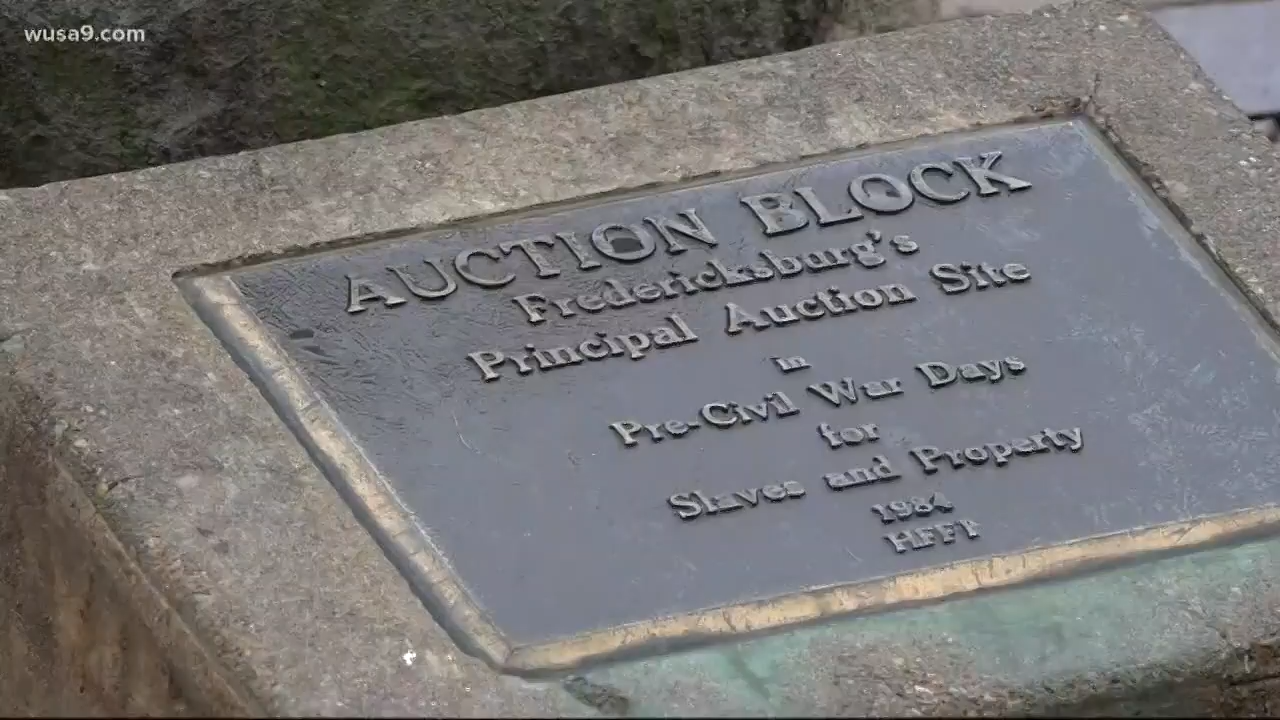 wusa9.com
AUCTION BLOCK
Fredericksburg's
Principal Auction Site
in
Pre-Civil War Days
for
Slaves and Property
1984
HFFI